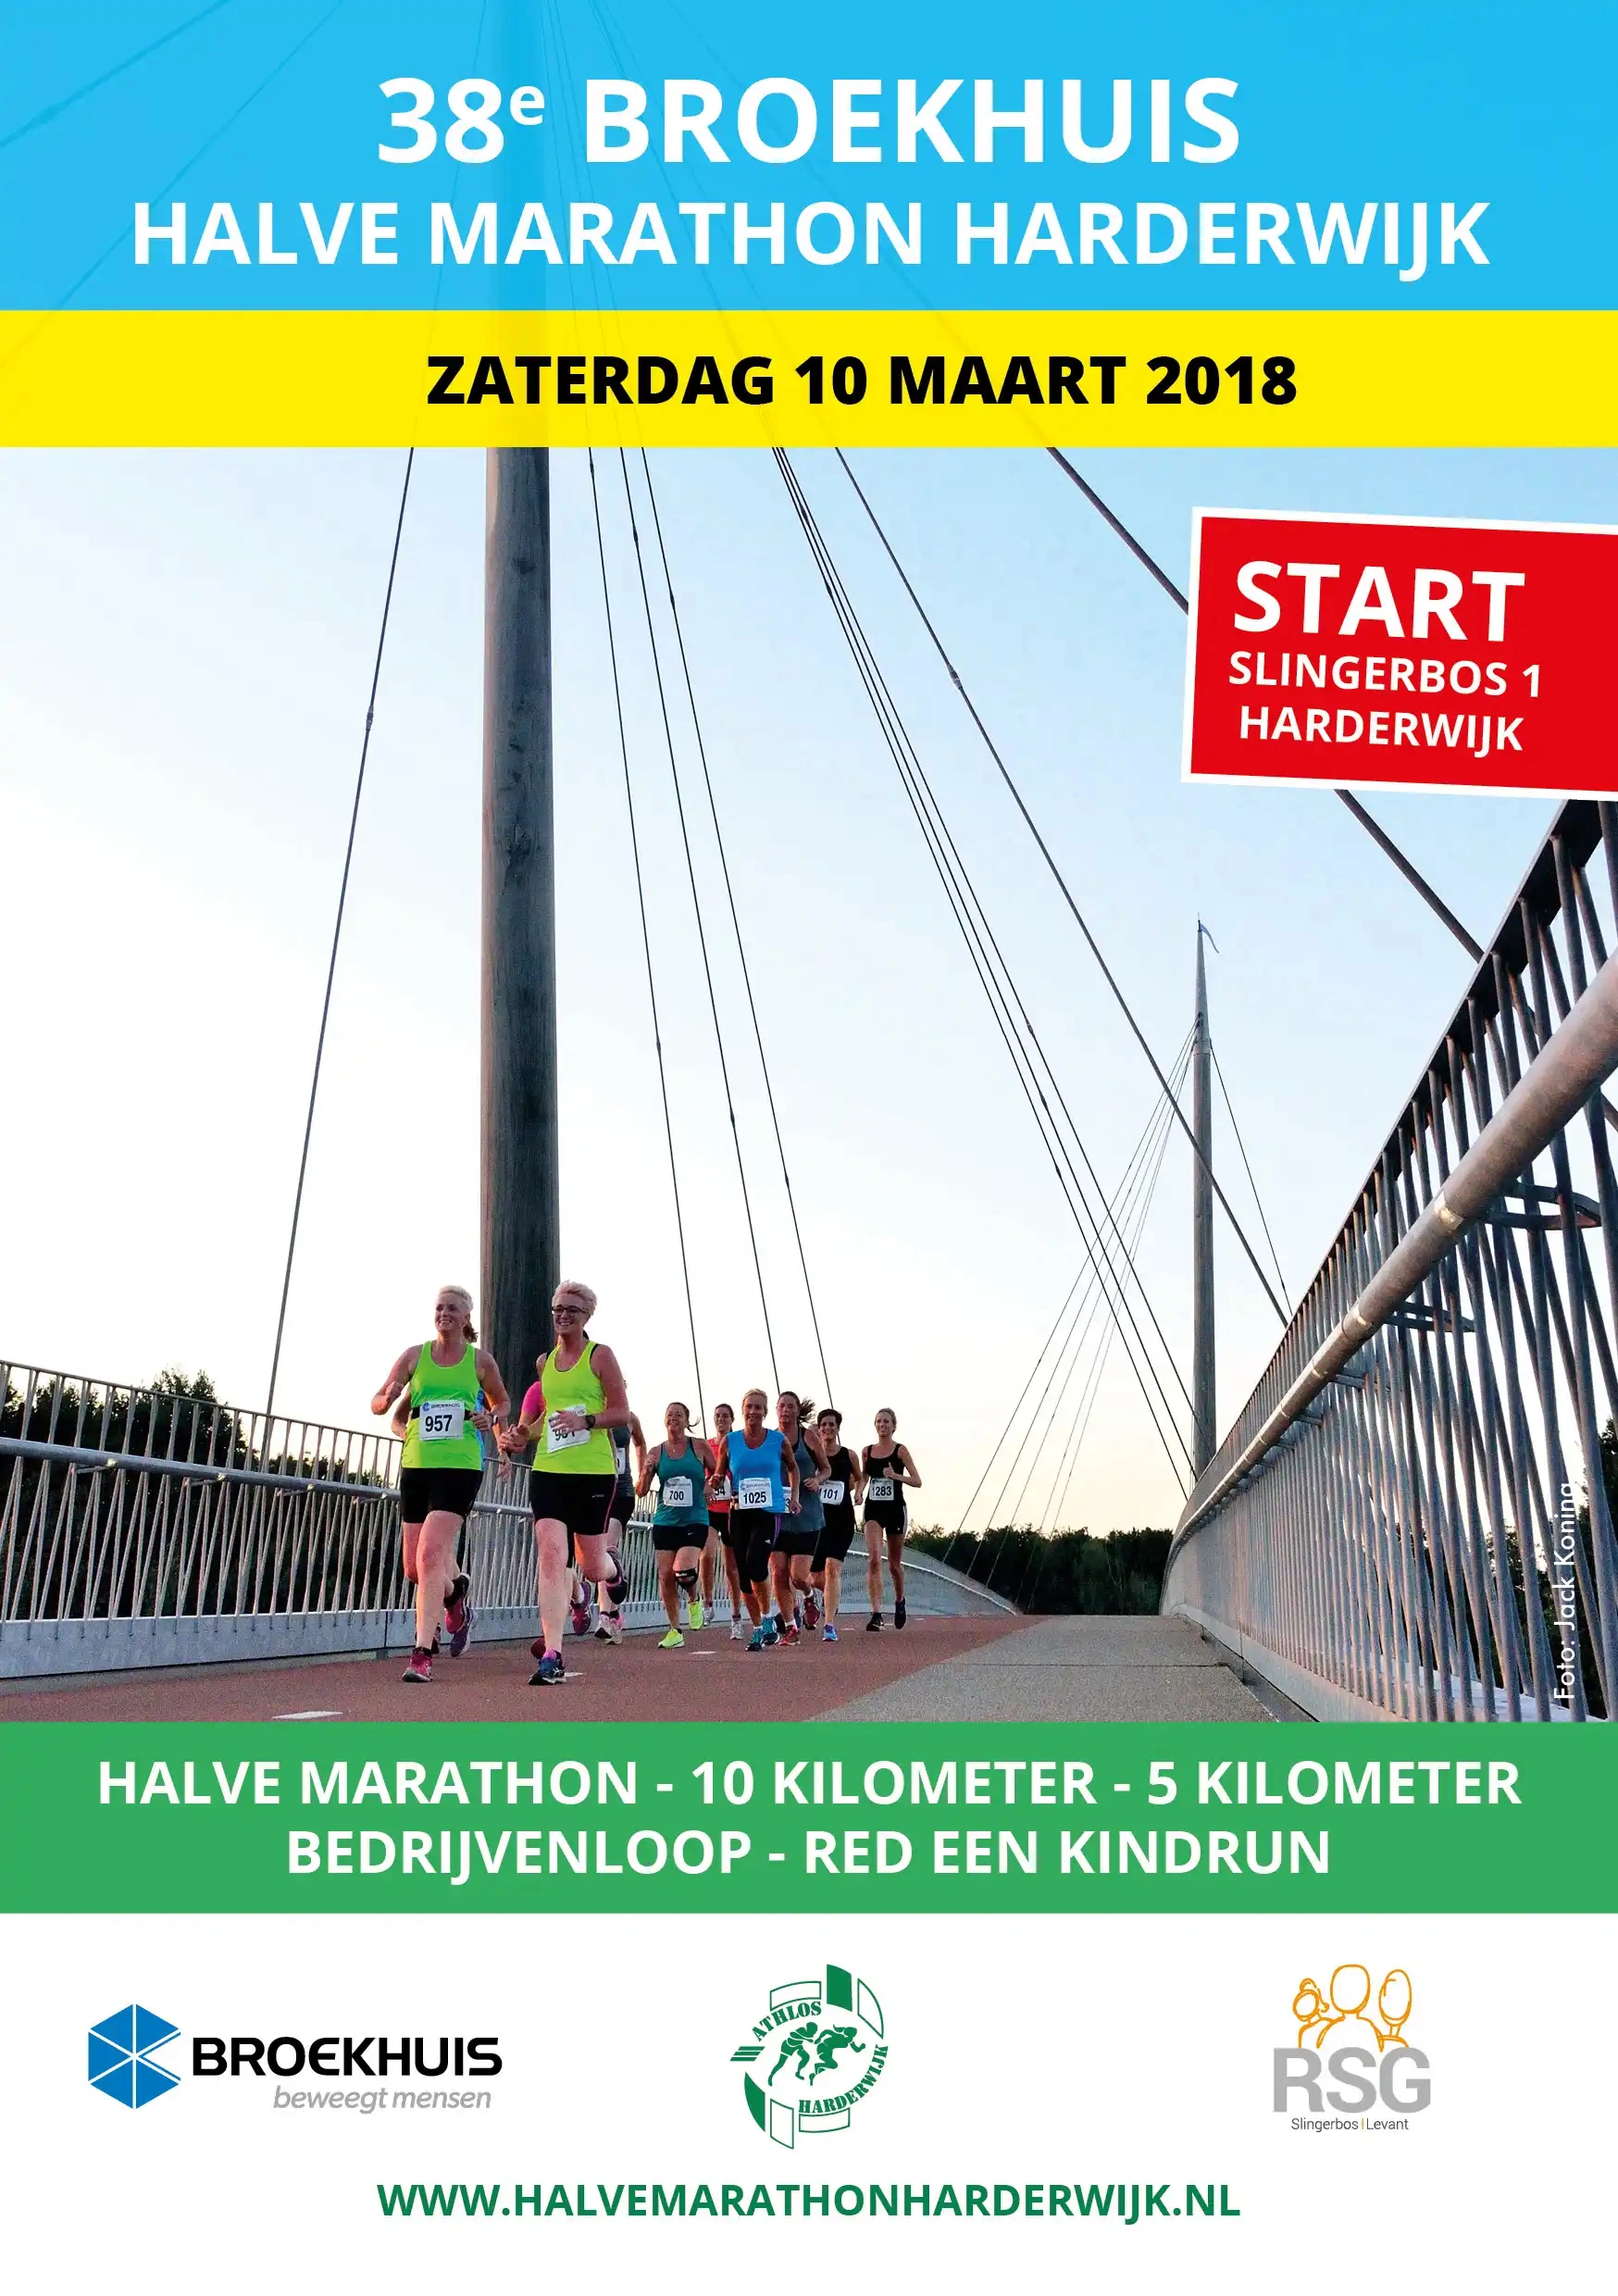 38e BROEKHUIS
HALVE MARATHON HARDERWIJK
ZATERDAG 10 MAART 2018
START
SLINGERBOS 1
HARDERWIJK
957
700
1025
101
1283
Foto: Jack Koning
HALVE MARATHON - 10 KILOMETER - 5 KILOMETER
BEDRIJVENLOOP - RED EEN KINDRUN
BROEKHUIS
beweegt mensen
ATHLOS
HARDERWIJK
RSG
Slingerbos|Levant
WWW.HALVEMARATHONHARDERWIJK.NL